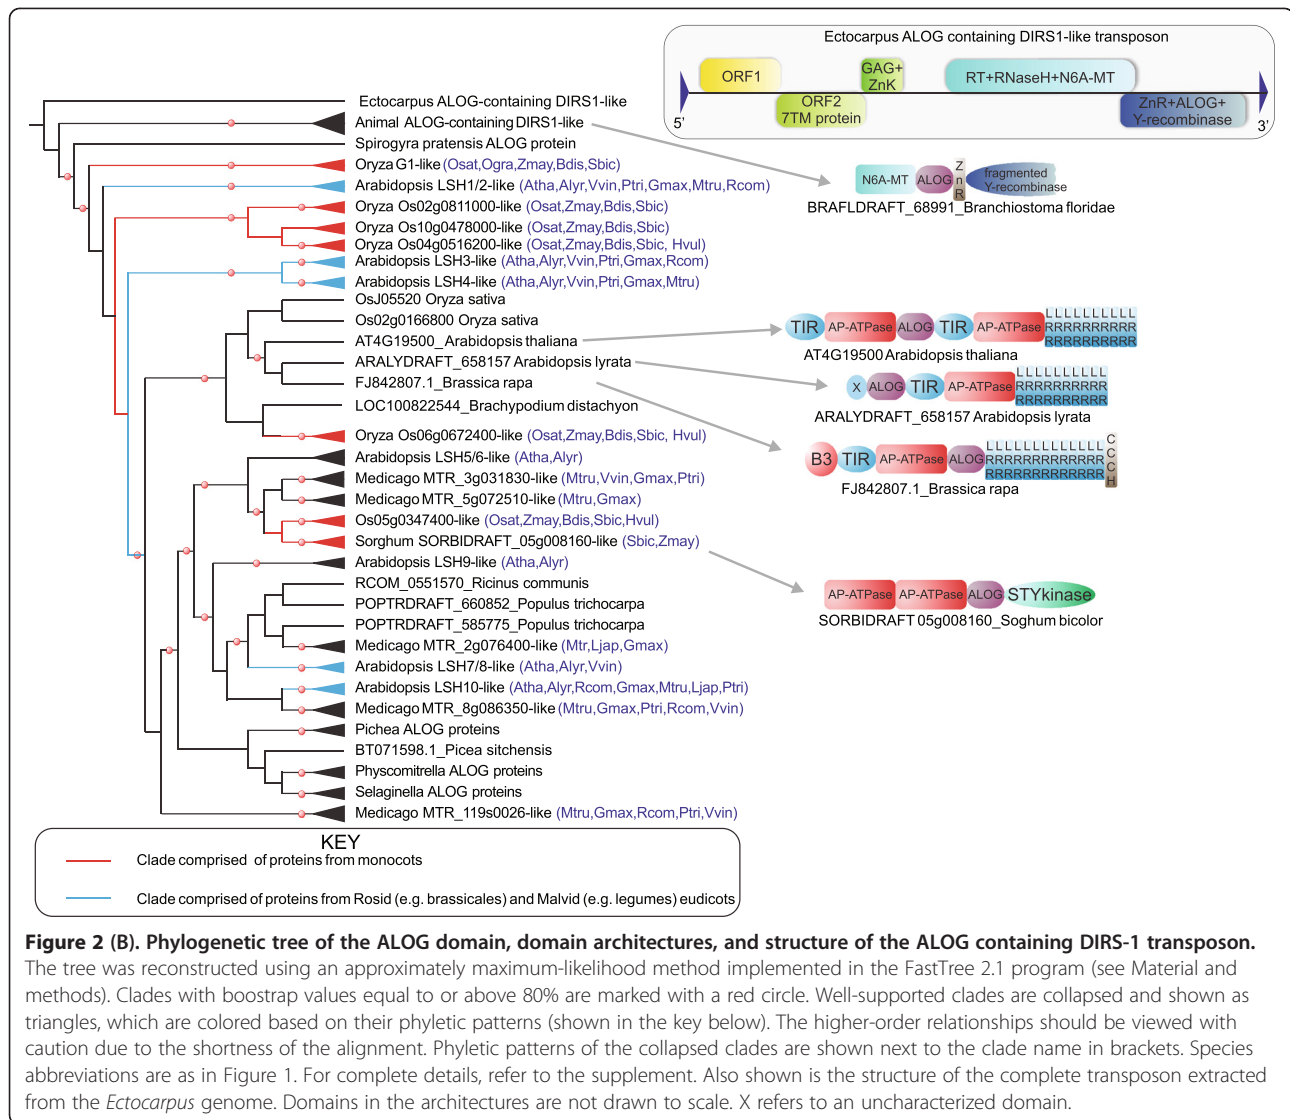 Ectocarpus ALOG containing DIRS1-like transposon
ORF1
GAG+
ZnK
RT+RNaseH+N6A-MT
ORF2
7TM protein
ZnR+ALOG+
Y-recombinase
5'
3'
Ectocarpus ALOG-containing DIRS1-like
Animal ALOG-containing DIRS1-like
Spirogyra pratensis ALOG protein
Oryza G1-like (Osat,Ogra,Zmay,Bdis,Sbic)
Arabidopsis LSH1/2-like (Atha,Alyr,Vvin,Ptri,Gmax,Mtru,Rcom)
Oryza Os02g0811000-like (Osat,Zmay,Bdis,Sbic)
Oryza Os10g0478000-like (Osat,Zmay,Bdis,Sbic)
Oryza Os04g0516200-like (Osat,Zmay,Bdis,Sbic, Hvul)
Arabidopsis LSH3-like (Atha,Alyr,Vvin,Ptri,Gmax,Rcom)
Arabidopsis LSH4-like (Atha,Alyr,Vvin,Ptri,Gmax,Mtru)
OsJ05520 Oryza sativa
Os02g0166800 Oryza sativa
AT4G19500_Arabidopsis thaliana
ARALYDRAFT_658157 Arabidopsis lyrata
FJ842807.1_Brassica rapa
LOC100822544_Brachypodium distachyon
Oryza Os06g0672400-like (Osat,Zmay,Bdis,Sbic, Hvul)
Arabidopsis LSH5/6-like (Atha,Alyr)
Medicago MTR_3g031830-like (Mtru,Vvin,Gmax,Ptri)
Medicago MTR_5g072510-like (Mtru,Gmax)
Os05g0347400-like (Osat,Zmay,Bdis,Sbic,Hvul)
Sorghum SORBIDRAFT_05g008160-like (Sbic,Zmay)
Arabidopsis LSH9-like (Atha,Alyr)
RCOM_0551570_Ricinus communis
POPTRDRAFT_660852_Populus trichocarpa
POPTRDRAFT_585775_Populus trichocarpa
Medicago MTR_2g076400-like (Mtr,Ljap,Gmax)
Arabidopsis LSH7/8-like (Atha,Alyr,Vvin)
Arabidopsis LSH10-like (Atha,Alyr,Rcom,Gmax,Mtru,Ljap,Ptri)
Medicago MTR_8g086350-like (Mtru,Gmax,Ptri,Rcom,Vvin)
Pichea ALOG proteins
BT071598.1_Picea sitchensis
Physcomitrella ALOG proteins
Selaginella ALOG proteins
Medicago MTR_119s0026-like (Mtru,Gmax,Rcom,Ptri,Vvin)
N6A-MT ALOG ZnR fragmented
Y-recombinase
BRAFLDRAFT_68991_Branchiostoma floridae
TIR AP-ATPase ALOG TIR AP-ATPase LLLLLLLLLL
RRRRRRRRRR
RRRRRRRRRR
AT4G19500 Arabidopsis thaliana
X ALOG TIR AP-ATPase LLLLLLLLLL
RRRRRRRRRR
RRRRRRRRRR
ARALYDRAFT_658157 Arabidopsis lyrata
B3 TIR AP-ATPase ALOG LLLLLLLLLL CCCH
RRRRRRRRRR
RRRRRRRRRR
FJ842807.1_Brassica rapa
AP-ATPase AP-ATPase ALOG STYkinase
SORBIDRAFT 05g008160_Soghum bicolor
KEY
Clade comprised of proteins from monocots
Clade comprised of proteins from Rosid (e.g. brassicales) and Malvid (e.g. legumes) eudicots
Figure 2 (B). Phylogenetic tree of the ALOG domain, domain architectures, and structure of the ALOG containing DIRS-1 transposon.
The tree was reconstructed using an approximately maximum-likelihood method implemented in the FastTree 2.1 program (see Material and
methods). Clades with boostrap values equal to or above 80% are marked with a red circle. Well-supported clades are collapsed and shown as
triangles, which are colored based on their phyletic patterns (shown in the key below). The higher-order relationships should be viewed with
caution due to the shortness of the alignment. Phyletic patterns of the collapsed clades are shown next to the clade name in brackets. Species
abbreviations are as in Figure 1. For complete details, refer to the supplement. Also shown is the structure of the complete transposon extracted
from the Ectocarpus genome. Domains in the architectures are not drawn to scale. X refers to an uncharacterized domain.